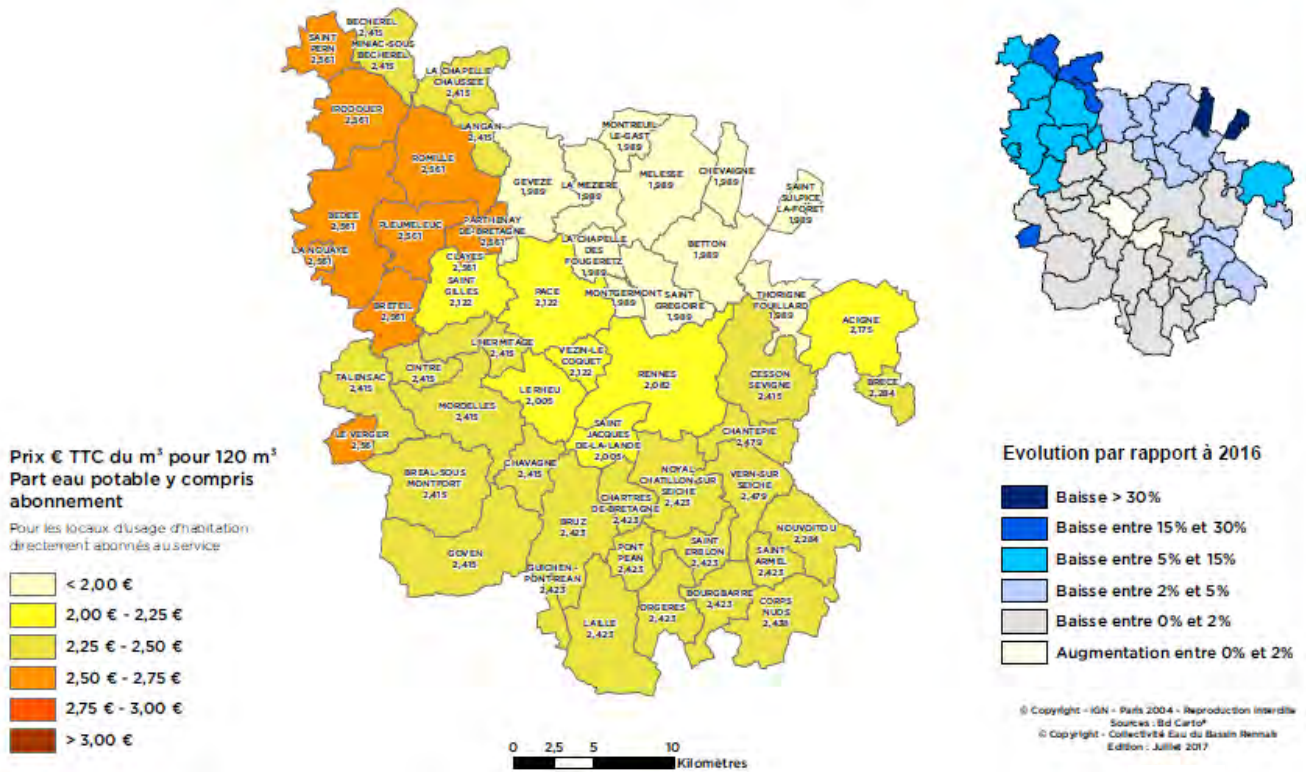 BECHEREL
2,415
MINIAC-SOUS
BECHEREL
2,415
SAINT
PERN
2,561
LA CHAPELLE
CHAUSSEE
2,415
IRODOUER
2,561
LANGAN
2,415
ROMILLE
2,561
MONTREUIL
LE-GAST
1,989
GEVEZE
1,989
LA MEZIERE
1,989
MELESSE
1,989
CHEVAIGNE
1,989
SAINT
SULPICE
LA-FORET
1,989
BEDEE
2,561
PLEUMELEUC
2,561
PARTHENAY
DE-BRETAGNE
2,561
LA NOUAYE
2,561
CLAYES
2,561
SAINT
GILLES
2,122
PACE
2,122
LA CHAPELLE
DES
FOUGERETZ
1,989
BETTON
1,989
MONTGERMONT
1,989
SAINT
GREGOIRE
1,989
THORIGNE
FOUILLARD
1,989
ACIGNE
2,175
BRETEIL
2,561
L'HERMITAGE
2,415
VEZIN-LE
COQUET
2,122
RENNES
2,082
CESSON
SEVIGNE
2,415
BRECE
2,284
TALENSAC
2,415
CINTRE
2,415
LE RHEU
2,005
MORDELLES
2,415
LE VERGER
2,561
SAINT
JACQUES
DE-LA-LANDE
2,005
CHANTEPIE
2,479
BREAL-SOUS
MONTFORT
2,415
CHAVAGNE
2,415
NOYAL
CHATILLON-SUR
SEICHE
2,423
VERN-SUR
SEICHE
2,479
CHARTRES
DE-BRETAGNE
2,423
BRUZ
2,423
NOUVOITOU
2,284
GOVEN
2,415
PONT
PEAN
2,423
SAINT
ERBLON
2,423
SAINT
ARMEL
2,423
GUICHEN-
PONT-REAN
2,423
BOURGBARRE
2,423
ORGERES
2,423
CORPS
NUDS
2,438
LAILLE
2,423
Prix € TTC du m³ pour 120 m³
Part eau potable y compris
abonnement
Pour les locaux d'usage d'habitation
directement abonnés au service
< 2,00 €
2,00 € - 2,25 €
2,25 € - 2,50 €
2,50 € - 2,75 €
2,75 € - 3,00 €
> 3,00 €
0 2,5 5 10
Kilomètres
Evolution par rapport à 2016
Baisse > 30%
Baisse entre 15% et 30%
Baisse entre 5% et 15%
Baisse entre 2% et 5%
Baisse entre 0% et 2%
Augmentation entre 0% et 2%
© Copyright - IGN - Paris 2004 - Reproduction interdite
Sources : Bd Carto®
© Copyright - Collectivité Eau du Bassin Rennais
Edition : Juillet 2017